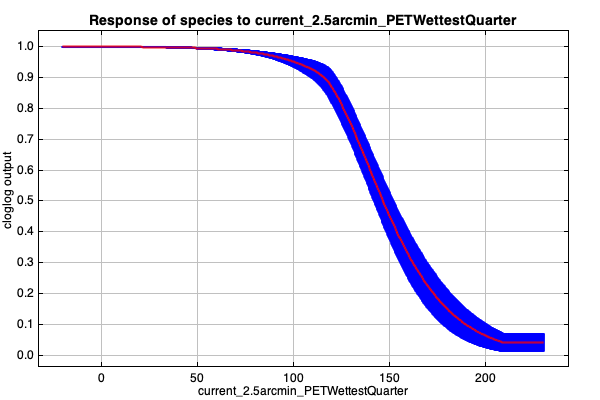 Response of species to current_2.5arcmin_PETWettestQuarter
1.0
0.9
0.8
0.7
0.6
0.5
0.4
0.3
0.2
0.1
0.0
cloglog output
0 50 100 150 200
current_2.5arcmin_PETWettestQuarter